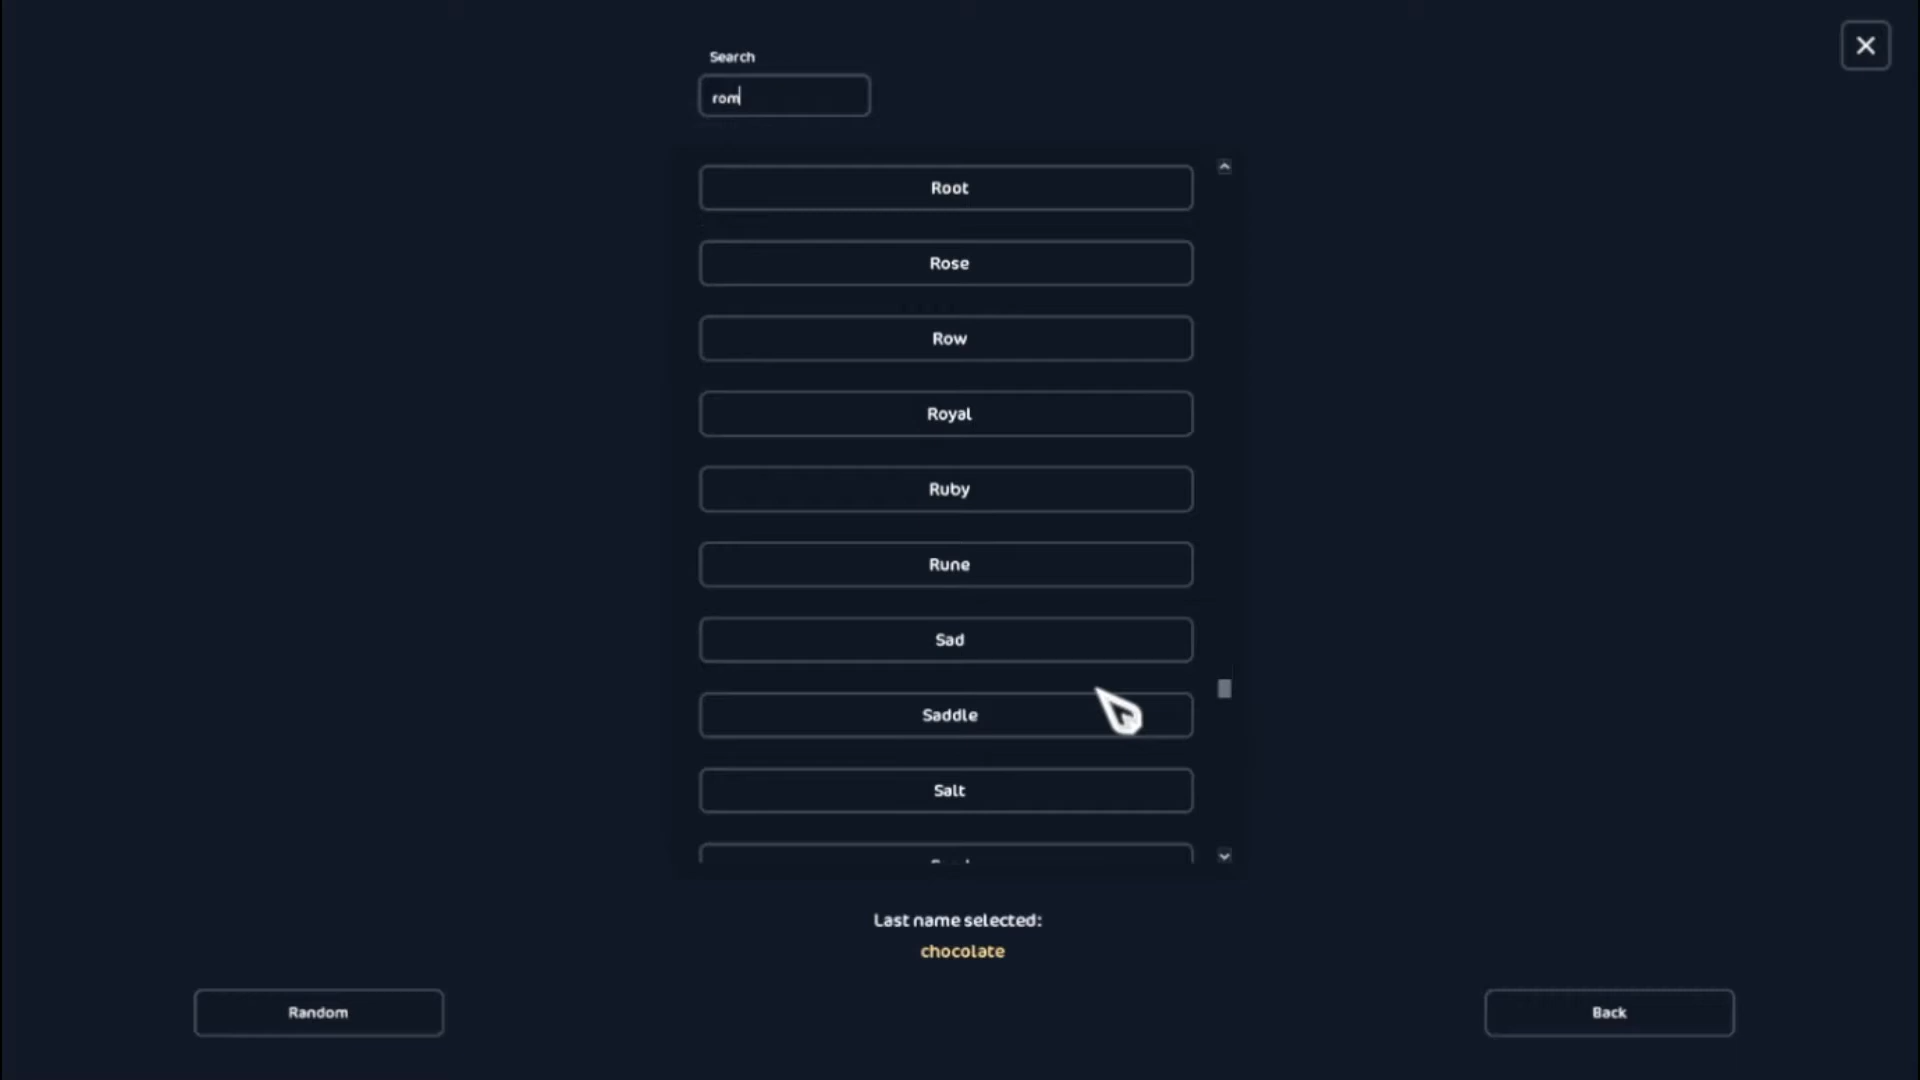 Search
rom
Root
Rose
Row
Royal
Ruby
Rune
Sad
Saddle
Salt
Last name selected:
chocolate
Random
Back